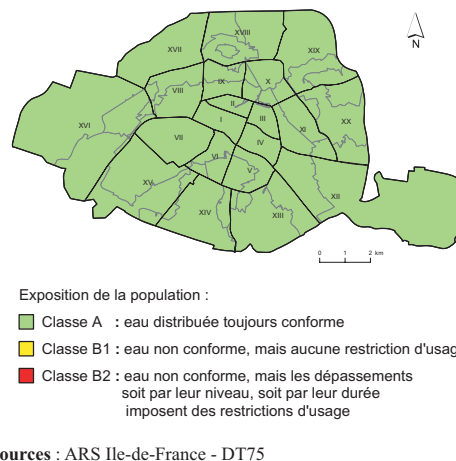 XVIII
XVII
XIX
N
IX
X
VIII
II
XVI
I
III
XX
XI
VII
IV
VI
XV
V
XII
XIV
XIII
0 1 2 km
Exposition de la population :
Classe A : eau distribuée toujours conforme
Classe B1 : eau non conforme, mais aucune restriction d'usag
Classe B2 : eau non conforme, mais les dépassements
soit par leur niveau, soit par leur durée
imposent des restrictions d'usage
ources : ARS Ile-de-France - DT75